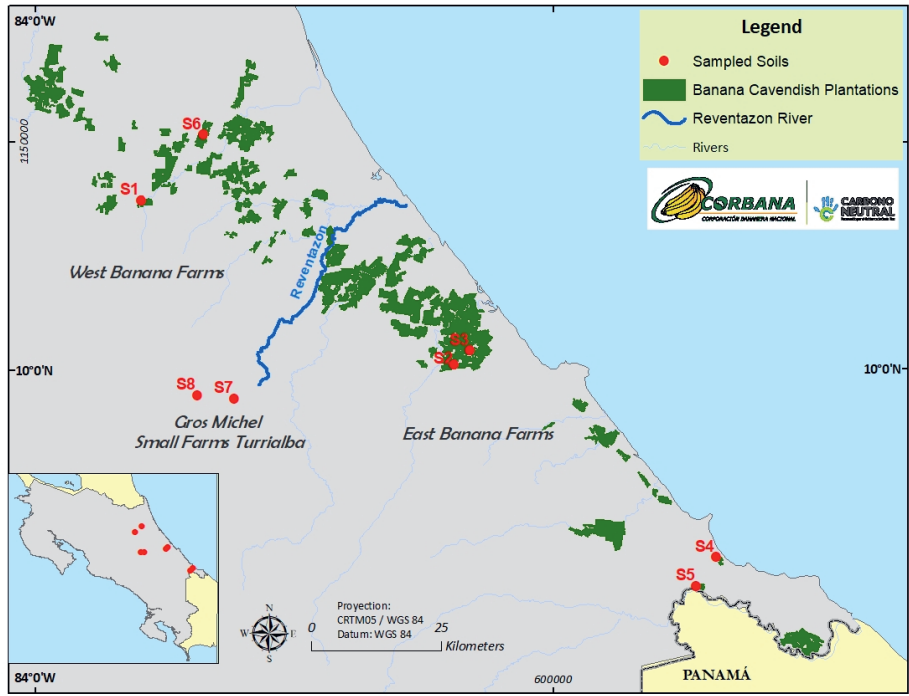 84°0'W
Legend
Sampled Soils
Banana Cavendish Plantations
Reventazon River
Rivers
CORBANA
CORPORACIÓN BANANERA NACIONAL
CARBONO
NEUTRAL
1150000
S6
S1
West Banana Farms
Reventazón
S3
S2
10°0'N
10°0'N
S8
S7
Gros Michel
Small Farms Turrialba
East Banana Farms
S4
S5
N
W
E
S
Proyection:
CRTM05 / WGS 84
Datum: WGS 84
0
25
Kilometers
PANAMÁ
84°0'W
600000